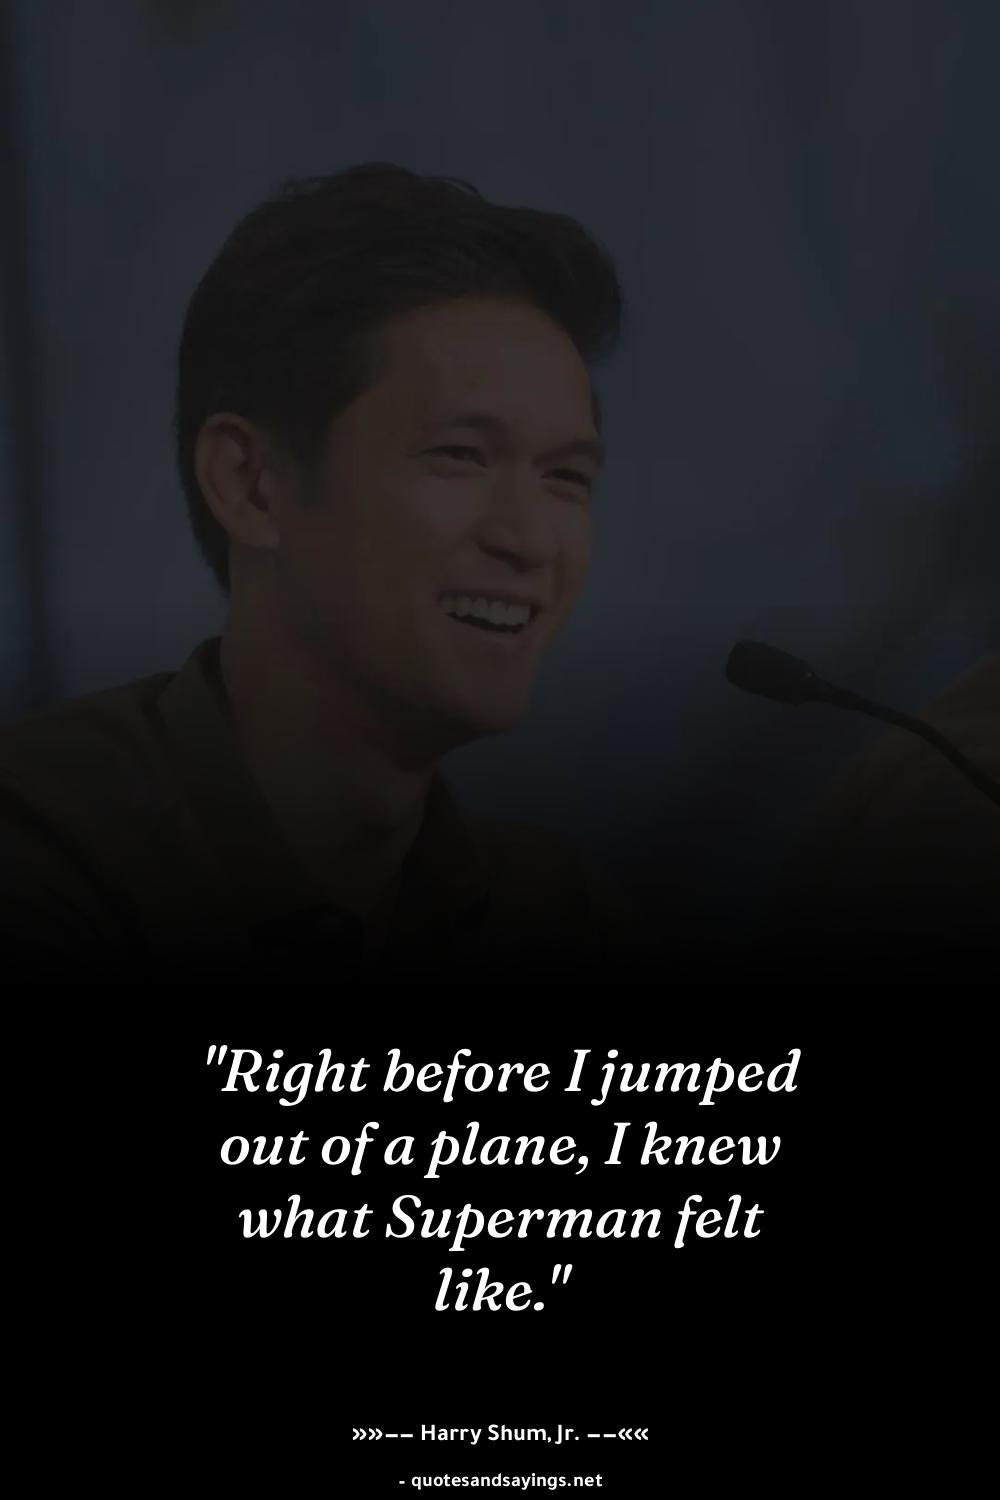 "Right before I jumped
out of a plane, I knew
what Superman felt
like."
»»–– Harry Shum, Jr. ––««
- quotesandsayings.net